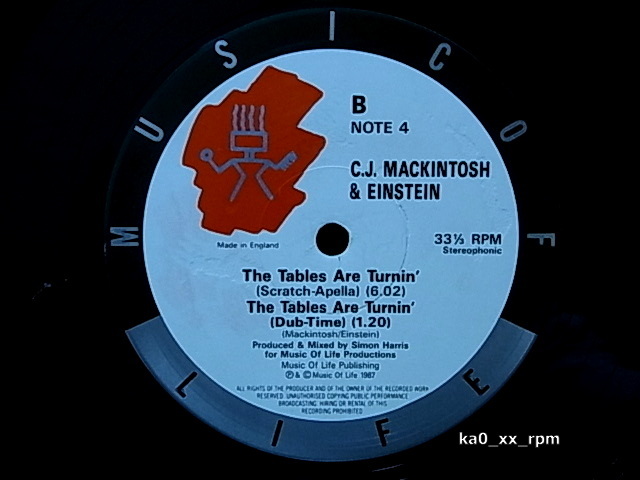 MUSIC OF LIFE
B
NOTE 4
C.J. MACKINTOSH
& EINSTEIN
Made in England
33⅓ RPM
Stereophonic
The Tables Are Turnin'
(Scratch-Apella) (6.02)
The Tables Are Turnin'
(Dub-Time) (1.20)
(Mackintosh/Einstein)
Produced & Mixed by Simon Harris
for Music Of Life Productions
Music Of Life Publishing
℗ & © Music Of Life 1987
ALL RIGHTS OF THE PRODUCER AND OF THE OWNER OF THE RECORDED WORK
RESERVED. UNAUTHORISED COPYING PUBLIC PERFORMANCE
BROADCASTING. HIRING OR RENTAL OF THIS
RECORDING PROHIBITED
ka0_xx_rpm